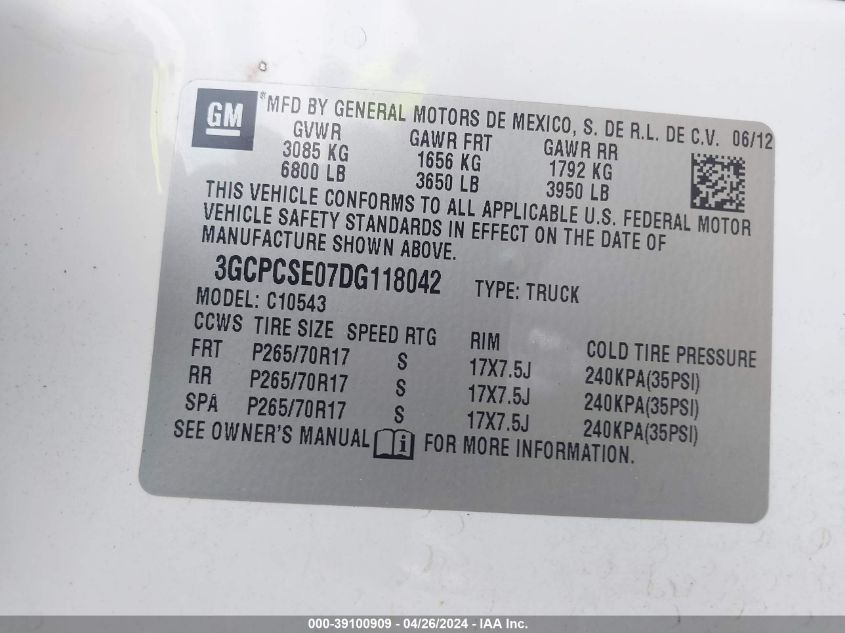 GM *MFD BY GENERAL MOTORS DE MEXICO, S. DE R.L. DE C.V. 06/12
GVWR GAWR FRT GAWR RR
3085 KG 1656 KG 1792 KG
6800 LB 3650 LB 3950 LB
THIS VEHICLE CONFORMS TO ALL APPLICABLE U.S. FEDERAL MOTOR
VEHICLE SAFETY STANDARDS IN EFFECT ON THE DATE OF
MANUFACTURE SHOWN ABOVE.
3GCPCSE07DG118042 TYPE: TRUCK
MODEL: C10543
CCWS TIRE SIZE SPEED RTG RIM COLD TIRE PRESSURE
FRT P265/70R17 S 17X7.5J 240KPA(35PSI)
RR P265/70R17 S 17X7.5J 240KPA(35PSI)
SPA P265/70R17 S 17X7.5J 240KPA(35PSI)
SEE OWNER'S MANUAL i FOR MORE INFORMATION.
000-39100909 - 04/26/2024 - IAA Inc.